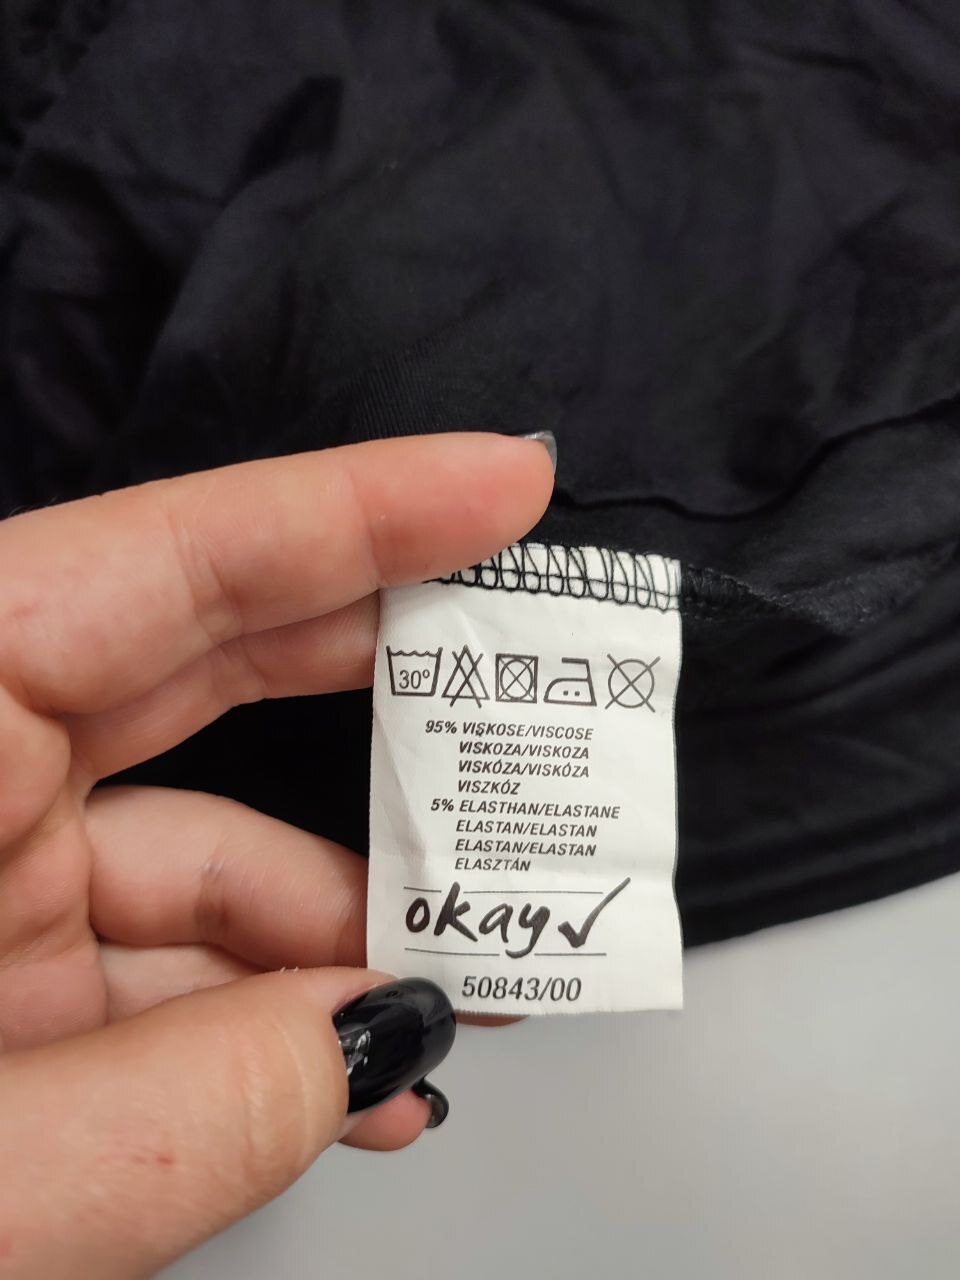 30°
95% VISKOSE/VISCOSE
VISKOZA/VISKOZA
VISKÓZA/VISKÓZA
VISZKÓZ
5% ELASTHAN/ELASTANE
ELASTAN/ELASTAN
ELASTAN/ELASTAN
ELASZTÁN
okay✓
50843/00